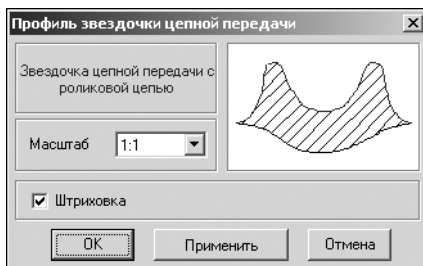 Профиль звездочки цепной передачи
Звездочка цепной передачи с
роликовой цепью
Масштаб 1:1
Штриховка
OK Применить Отмена